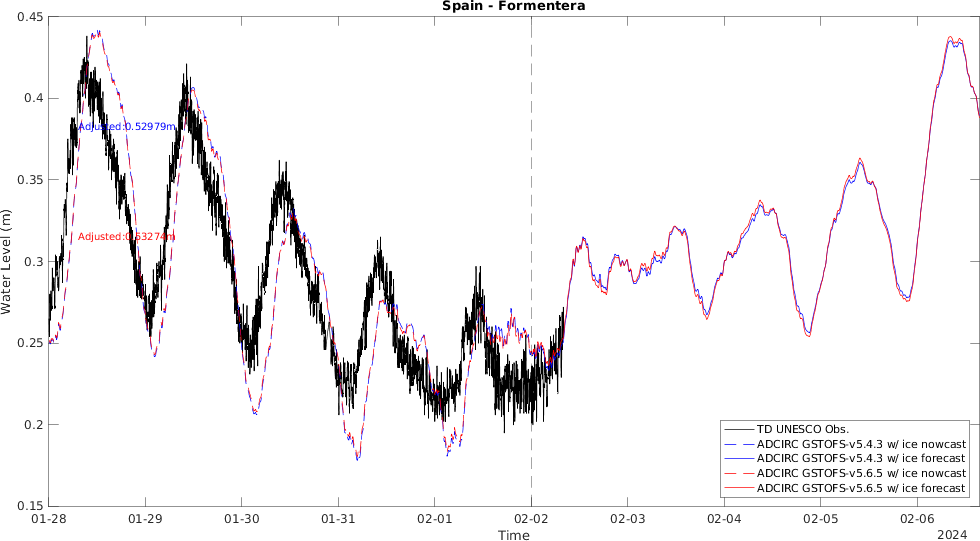 Spain - Formentera
0.45
0.4
0.35
0.3
0.25
0.2
0.15
Water Level (m)
Adjusted:0.52979m
Adjusted:0.53274m
TD UNESCO Obs.
ADCIRC GSTOFS-v5.4.3 w/ ice nowcast
ADCIRC GSTOFS-v5.4.3 w/ ice forecast
ADCIRC GSTOFS-v5.6.5 w/ ice nowcast
ADCIRC GSTOFS-v5.6.5 w/ ice forecast
01-28 01-29 01-30 01-31 02-01 02-02 02-03 02-04 02-05 02-06
Time
2024